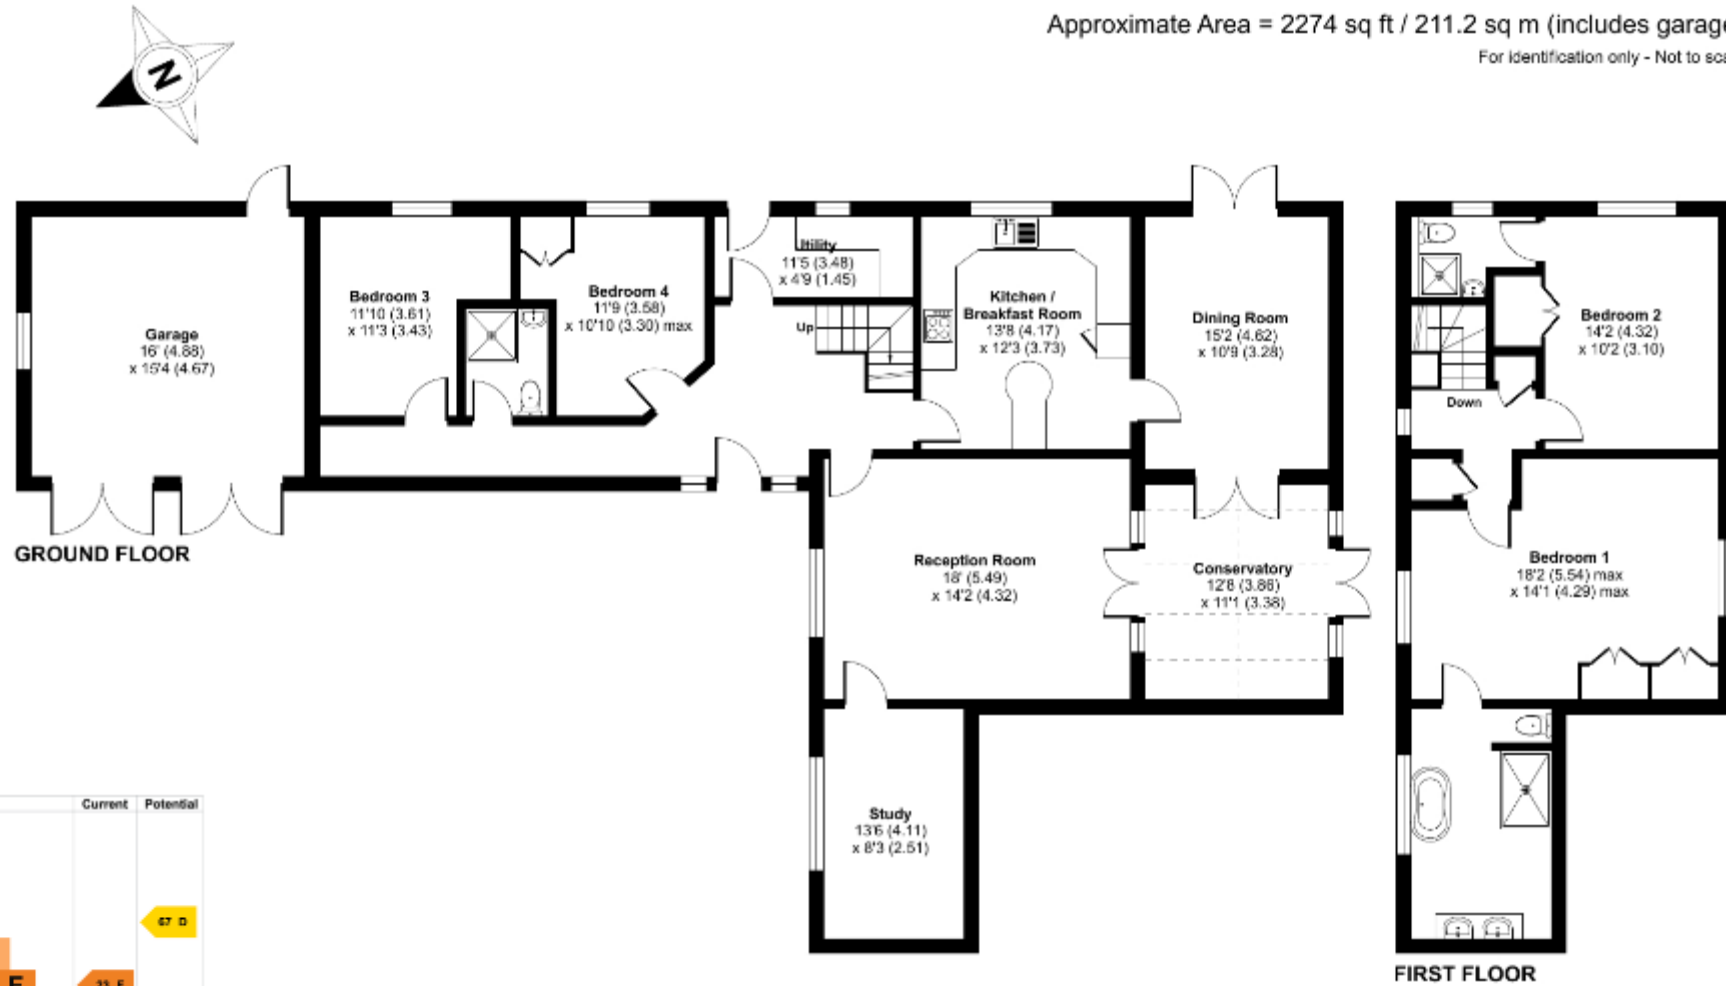 Approximate Area = 2274 sq ft / 211.2 sq m (includes garage
For identification only - Not to sca
N
Garage
16' (4.88)
x 15'4 (4.67)
Bedroom 3
11'10 (3.61)
x 11'3 (3.43)
Bedroom 4
11'9 (3.58)
x 10'10 (3.30) max
Utility
11'5 (3.48)
x 4'9 (1.45)
Up
Kitchen /
Breakfast Room
13'8 (4.17)
x 12'3 (3.73)
Dining Room
15'2 (4.62)
x 10'9 (3.28)
Bedroom 2
14'2 (4.32)
x 10'2 (3.10)
Down
GROUND FLOOR
Reception Room
18' (5.49)
x 14'2 (4.32)
Conservatory
12'8 (3.86)
x 11'1 (3.38)
Bedroom 1
18'2 (5.54) max
x 14'1 (4.29) max
Study
13'6 (4.11)
x 8'3 (2.51)
Current Potential
67 D
FIRST FLOOR